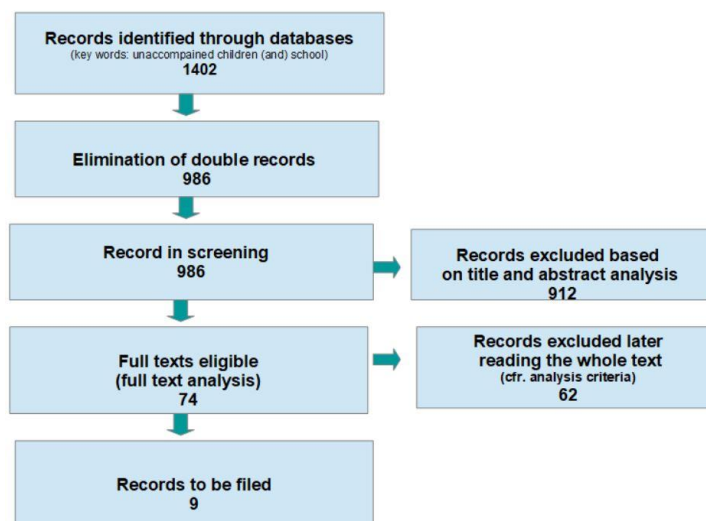 Records identified through databases
(key words: unaccompained children (and) school)
1402
Elimination of double records
986
Record in screening
986
Records excluded based
on title and abstract analysis
912
Full texts eligible
(full text analysis)
74
Records excluded later
reading the whole text
(cfr. analysis criteria)
62
Records to be filed
9